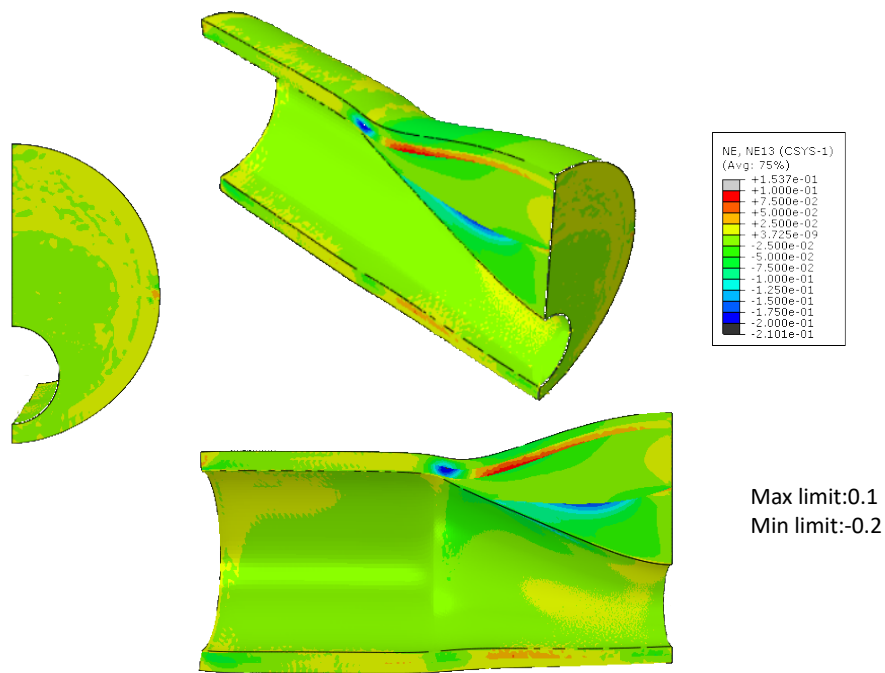 NE, NE13 (CSYS-1)
(Avg: 75%)
+1.537e-01
+1.000e-01
+7.500e-02
+5.000e-02
+2.500e-02
+3.725e-09
-2.500e-02
-5.000e-02
-7.500e-02
-1.000e-01
-1.250e-01
-1.500e-01
-1.750e-01
-2.000e-01
-2.101e-01
Max limit:0.1
Min limit:-0.2